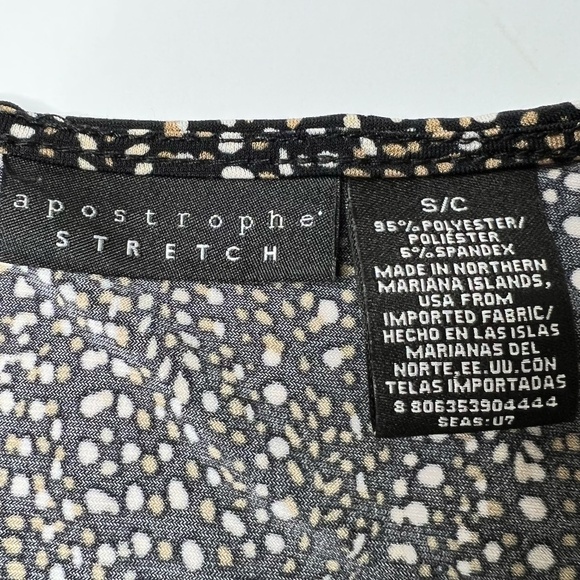 apostrophe
STRETCH
S/C
95% POLYESTER/
POLIÉSTER
5% SPANDEX
MADE IN NORTHERN
MARIANA ISLANDS,
USA FROM
IMPORTED FABRIC/
HECHO EN LAS ISLAS
MARIANAS DEL
NORTE,EE.UU.CON
TELAS IMPORTADAS
8 806353904444
SEAS: U7